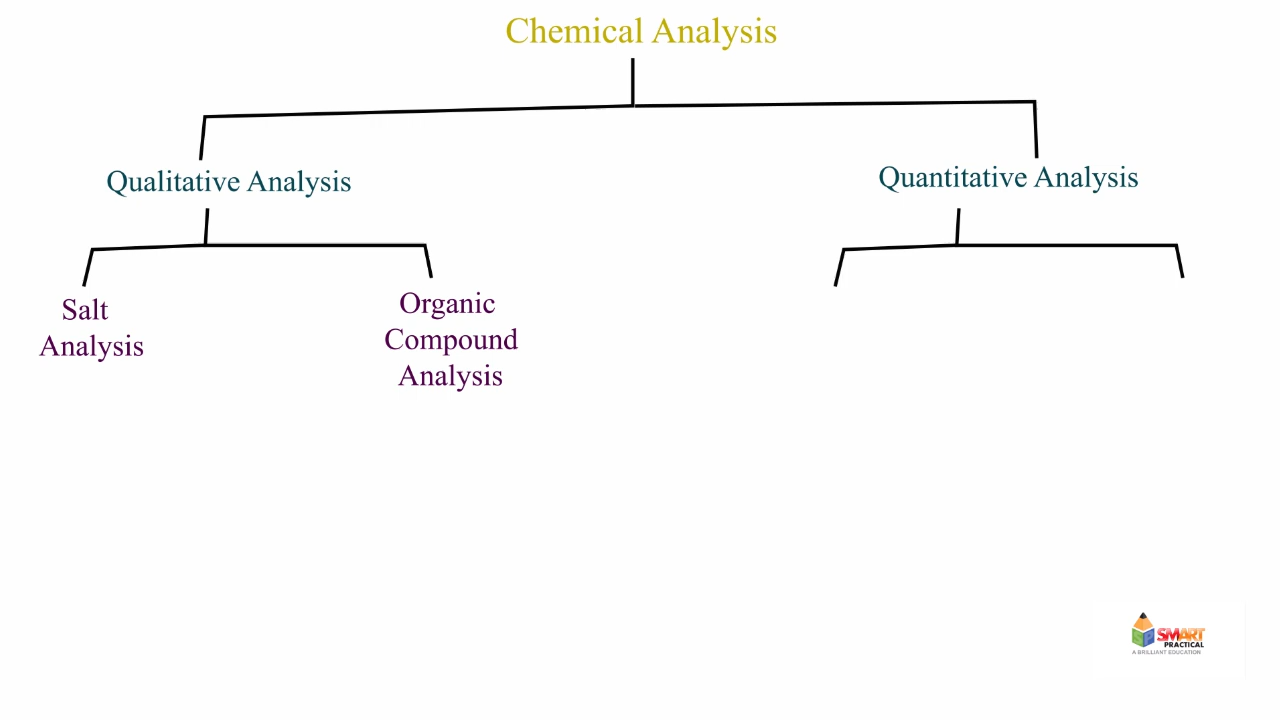 Chemical Analysis
Qualitative Analysis
Quantitative Analysis
Salt
Analysis
Organic
Compound
Analysis
SMART
PRACTICAL
A BRILLIANT EDUCATION